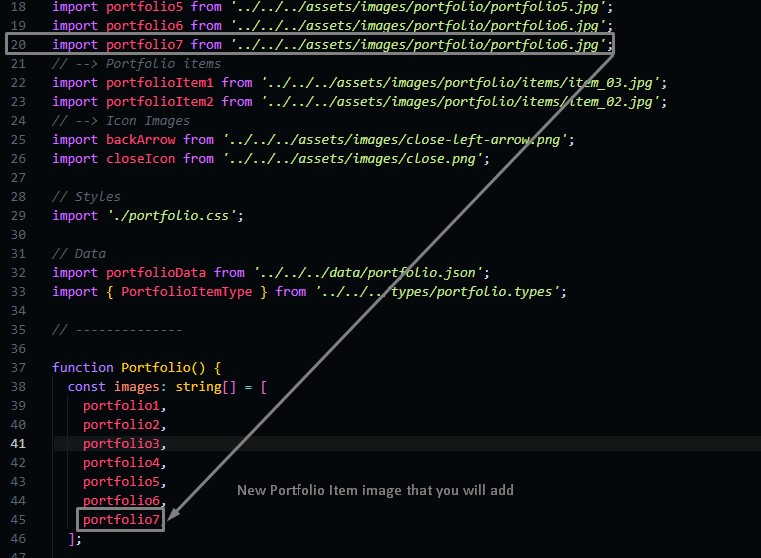 18 import portfolio5 from '../../../assets/images/portfolio/portfolio5.jpg';
19 import portfolio6 from '../../../assets/images/portfolio/portfolio6.jpg';
20 import portfolio7 from '../../../assets/images/portfolio/portfolio6.jpg';
21 // --> Portfolio items
22 import portfolioItem1 from '../../../assets/images/portfolio/items/item_03.jpg';
23 import portfolioItem2 from '../../../assets/images/portfolio/items/item_02.jpg';
24 // --> Icon Images
25 import backArrow from '../../../assets/images/close-left-arrow.png';
26 import closeIcon from '../../../assets/images/close.png';
27
28 // Styles
29 import './portfolio.css';
30
31 // Data
32 import portfolioData from '../../../data/portfolio.json';
33 import { PortfolioItemType } from '../../../types/portfolio.types';
34
35 // --------------
36
37 function Portfolio() {
38 const images: string[] = [
39 portfolio1,
40 portfolio2,
41 portfolio3,
42 portfolio4,
43 portfolio5,
44 portfolio6,
New Portfolio Item image that you will add
45 portfolio7
46 ];
47